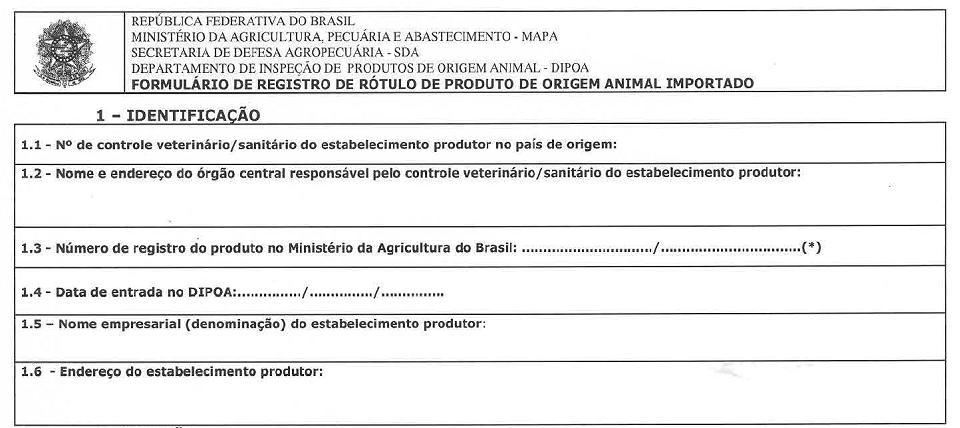 REPÚBLICA FEDERATIVA DO BRASIL
MINISTÉRIO DA AGRICULTURA, PECUÁRIA E ABASTECIMENTO - MAPA
SECRETARIA DE DEFESA AGROPECUÁRIA - SDA
DEPARTAMENTO DE INSPEÇÃO DE PRODUTOS DE ORIGEM ANIMAL - DIPOA
FORMULÁRIO DE REGISTRO DE RÓTULO DE PRODUTO DE ORIGEM ANIMAL IMPORTADO
1 – IDENTIFICAÇÃO
1.1 - Nº de controle veterinário/sanitário do estabelecimento produtor no país de origem:
1.2 - Nome e endereço do órgão central responsável pelo controle veterinário/sanitário do estabelecimento produtor:
1.3 - Número de registro do produto no Ministério da Agricultura do Brasil: ............................../................................(*)
1.4 - Data de entrada no DIPOA:.............../.............../...............
1.5 – Nome empresarial (denominação) do estabelecimento produtor:
1.6 - Endereço do estabelecimento produtor: